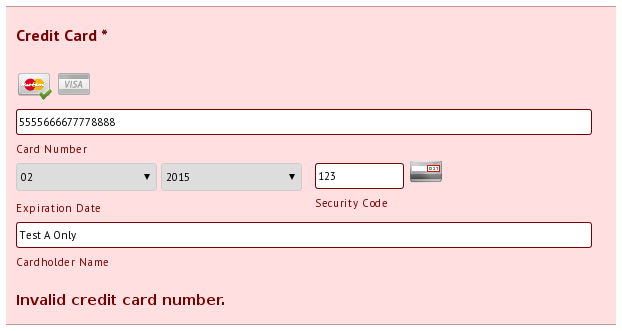 Credit Card *
MasterCard VISA
5555666677778888
Card Number
02 2015 123
Expiration Date Security Code
Test A Only
Cardholder Name
Invalid credit card number.